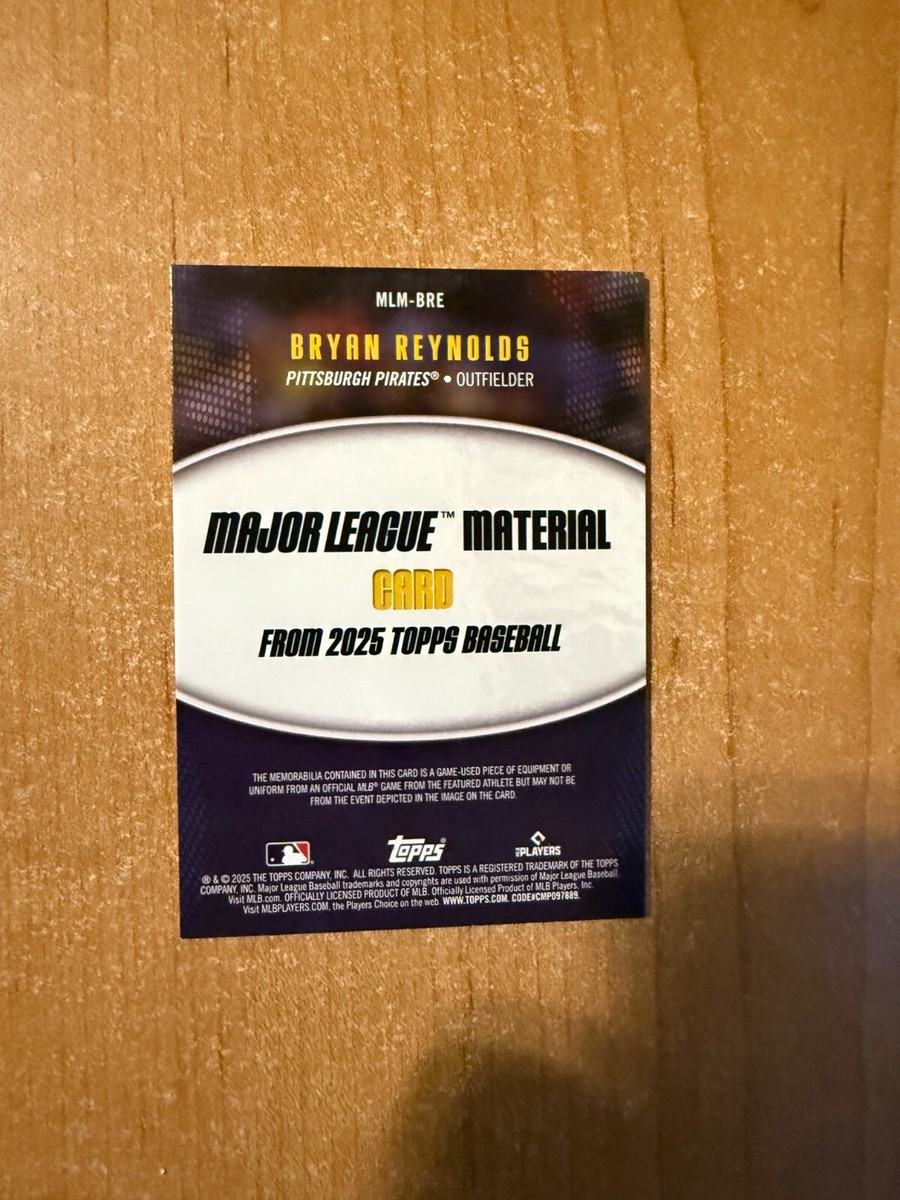 MLM-BRE
BRYAN REYNOLDS
PITTSBURGH PIRATES® • OUTFIELDER
MAJOR LEAGUE™ MATERIAL
CARD
FROM 2025 TOPPS BASEBALL
THE MEMORABILIA CONTAINED IN THIS CARD IS A GAME-USED PIECE OF EQUIPMENT OR
UNIFORM FROM AN OFFICIAL MLB® GAME FROM THE FEATURED ATHLETE BUT MAY NOT BE
FROM THE EVENT DEPICTED IN THE IMAGE ON THE CARD.
Topps®
PLAYERS
® & © 2025 THE TOPPS COMPANY, INC. ALL RIGHTS RESERVED. TOPPS IS A REGISTERED TRADEMARK OF THE TOPPS
COMPANY, INC. Major League Baseball trademarks and copyrights are used with permission of Major League Baseball.
Visit MLB.com. OFFICIALLY LICENSED PRODUCT OF MLB. Officially Licensed Product of MLB Players, Inc.
Visit MLBPLAYERS.COM, the Players Choice on the web. WWW.TOPPS.COM. CODE#CMP097889.